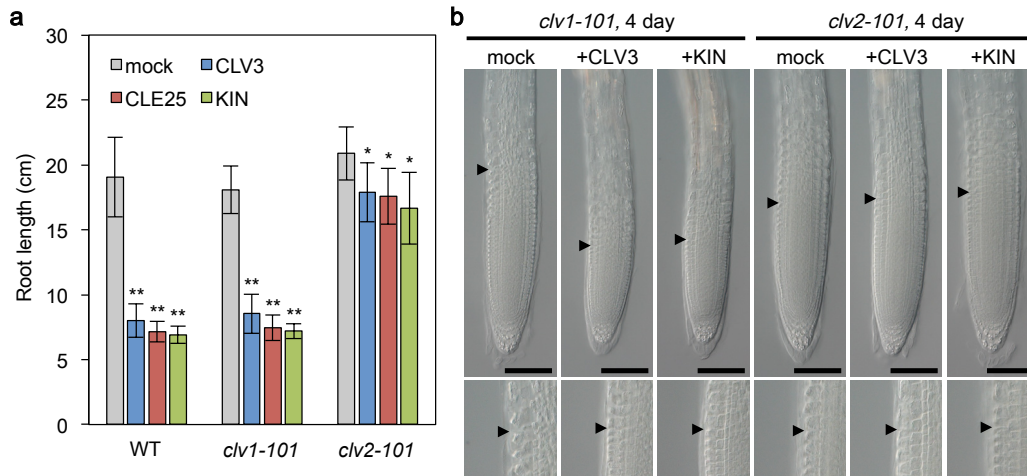 a
Root length (cm)
30
25
20
15
10
5
0
mock
CLV3
CLE25
KIN
** ** **
** ** **
* * *
WT
clv1-101
clv2-101
b
clv1-101, 4 day
clv2-101, 4 day
mock +CLV3 +KIN mock +CLV3 +KIN